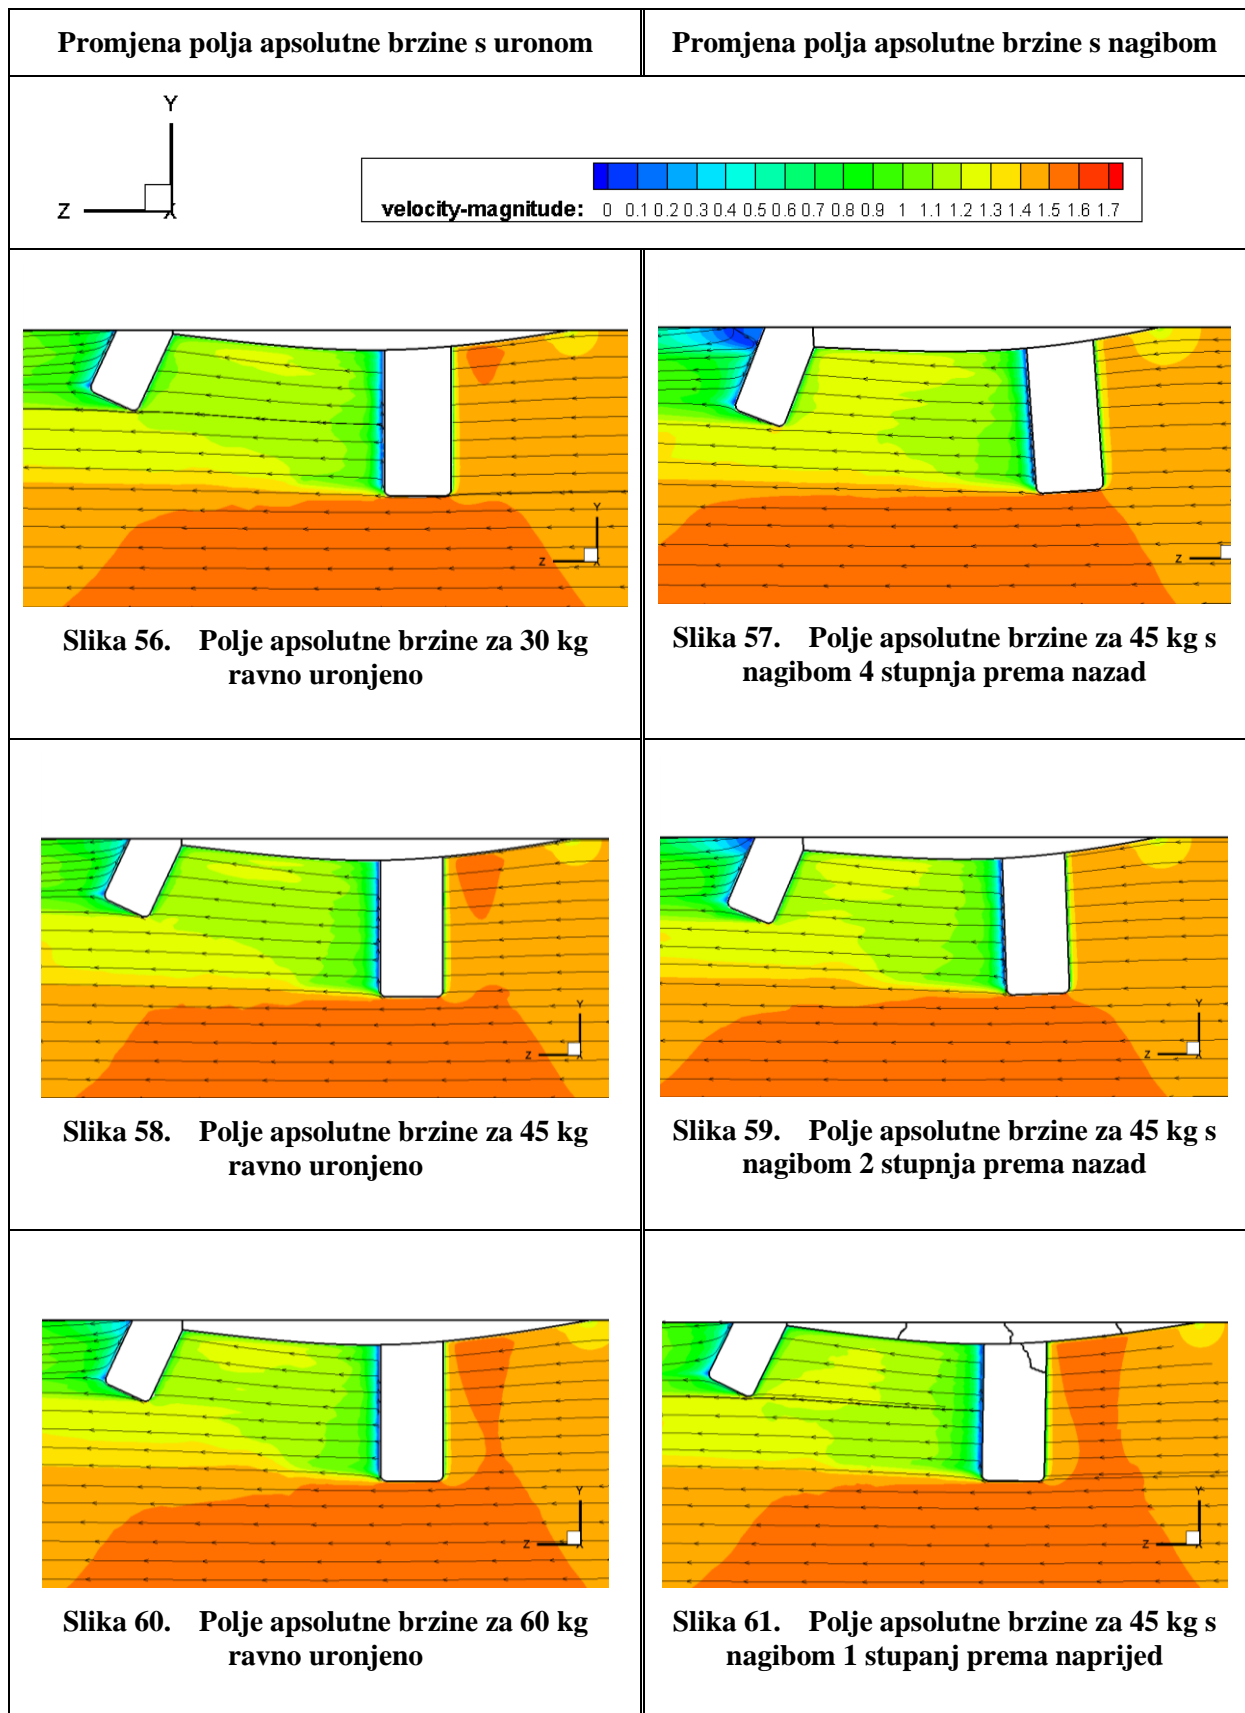 Promjena polja apsolutne brzine s uronom
Promjena polja apsolutne brzine s nagibom
Y
Z
X
velocity-magnitude: 0 0.1 0.2 0.3 0.4 0.5 0.6 0.7 0.8 0.9 1 1.1 1.2 1.3 1.4 1.5 1.6 1.7
Y
Z
X
Z
Slika 56. Polje apsolutne brzine za 30 kg
ravno uronjeno
Slika 57. Polje apsolutne brzine za 45 kg s
nagibom 4 stupnja prema nazad
Y
Z
X
Y
Z
X
Slika 58. Polje apsolutne brzine za 45 kg
ravno uronjeno
Slika 59. Polje apsolutne brzine za 45 kg s
nagibom 2 stupnja prema nazad
Y
Z
X
Y
Z
X
Slika 60. Polje apsolutne brzine za 60 kg
ravno uronjeno
Slika 61. Polje apsolutne brzine za 45 kg s
nagibom 1 stupanj prema naprijed